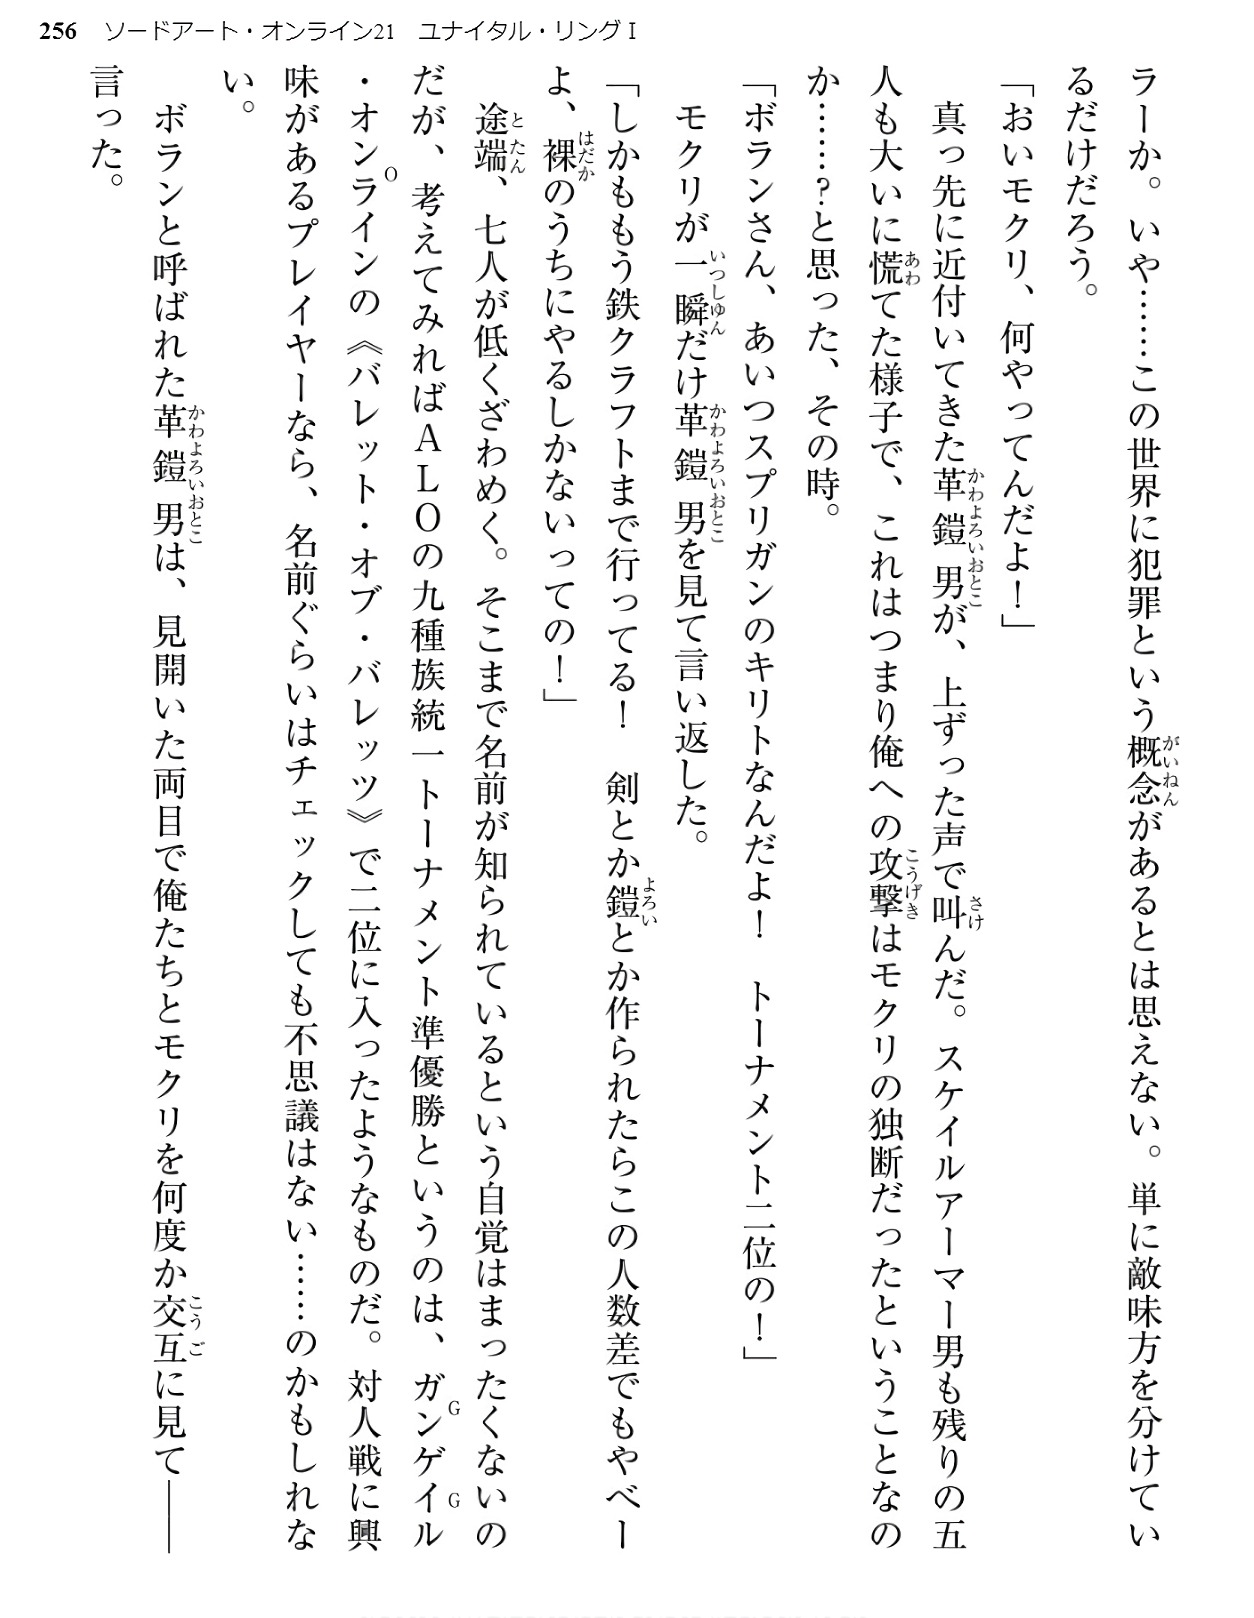 256 ソードアート・オンライン21 ユナイタル・リングⅠ
ラーか。いや……この世界に犯罪という概念があるとは思えない。単に敵味方を分けてい
るだけだろう。
「おいモクリ、何やってんだよ！」
真っ先に近付いてきた革鎧男が、上ずった声で叫んだ。スケイルアーマー男も残りの五
人も大いに慌てた様子で、これはつまり俺への攻撃はモクリの独断だったということなの
か……？と思った、その時。
「ボランさん、あいつスプリガンのキリトなんだよ！　トーナメント二位の！」
モクリが一瞬だけ革鎧男を見て言い返した。
「しかももう鉄クラフトまで行ってる！　剣とか鎧とか作られたらこの人数差でもやべー
よ、裸のうちにやるしかないっての！」
途端、七人が低くざわめく。そこまで名前が知られているという自覚はまったくないの
だが、考えてみればＡＬＯの九種族統一トーナメント準優勝というのは、ガンゲイル
・オンラインの《バレット・オブ・バレッツ》で二位に入ったようなものだ。対人戦に興
味があるプレイヤーなら、名前ぐらいはチェックしても不思議はない……のかもしれな
い。
ボランと呼ばれた革鎧男は、見開いた両目で俺たちとモクリを何度か交互に見て――
言った。